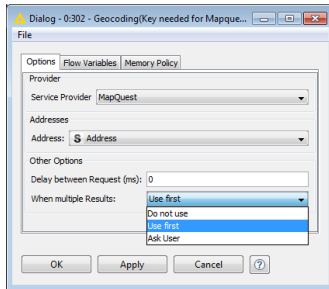 Dialog - 0:302 - Geocoding(Key needed for Mapque...
File
Options Flow Variables Memory Policy
Provider
Service Provider MapQuest
Addresses
Address: S Address
Other Options
Delay between Request (ms): 0
When multiple Results: Use first
Do not use
Use first
Ask User
OK Apply Cancel ?